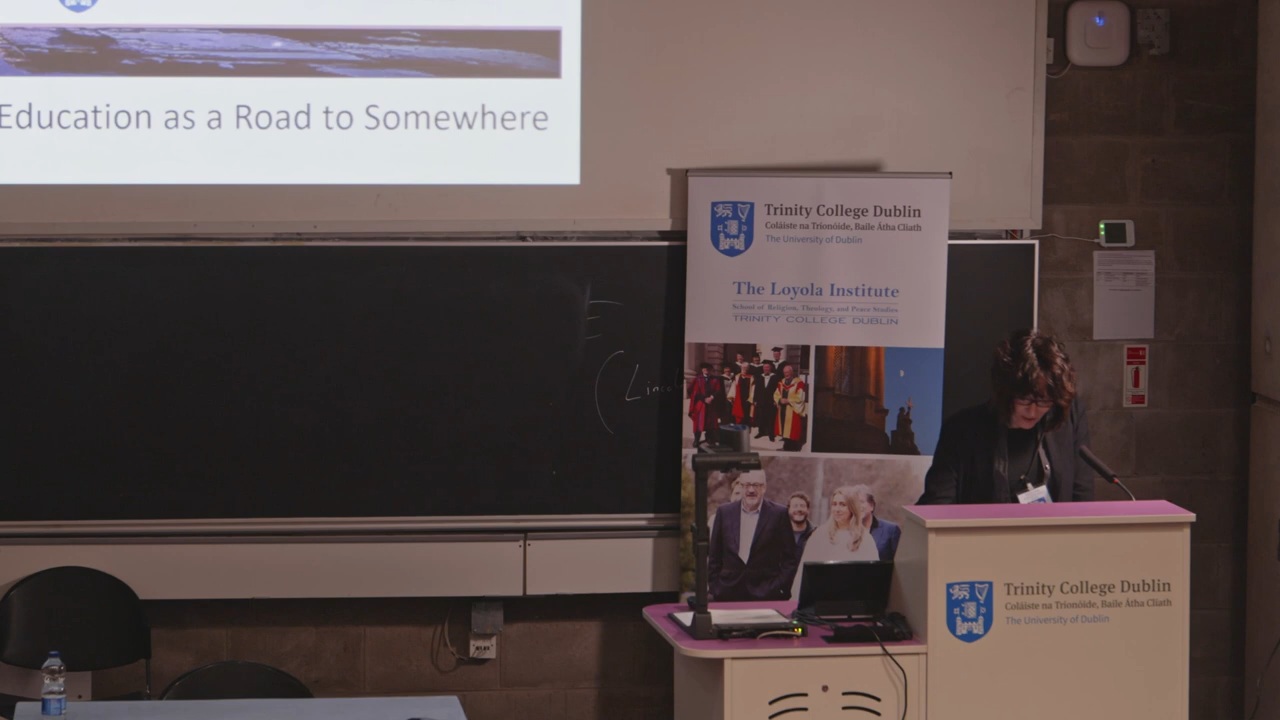 Education as a Road to Somewhere
Trinity College Dublin
Coláiste na Tríonóide, Baile Átha Cliath
The University of Dublin
The Loyola Institute
School of Religion, Theology, and Peace Studies
TRINITY COLLEGE DUBLIN
Trinity College Dublin
Coláiste na Tríonóide, Baile Átha Cliath
The University of Dublin